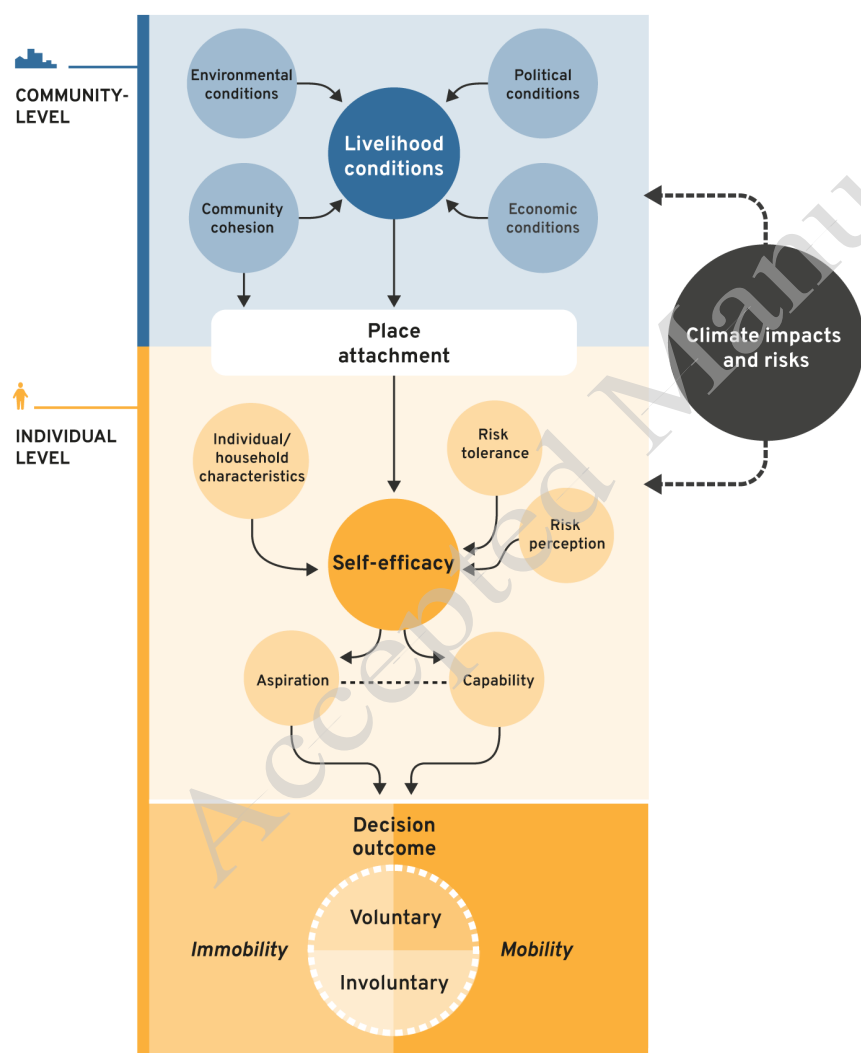 COMMUNITY-
LEVEL
Environmental
conditions
Political
conditions
Livelihood
conditions
Community
cohesion
Economic
conditions
Climate impacts
and risks
Place
attachment
INDIVIDUAL
LEVEL
Individual/
household
characteristics
Risk
tolerance
Risk
perception
Self-efficacy
Aspiration
Capability
Decision
outcome
Immobility
Voluntary
Involuntary
Mobility
Accepted Manu